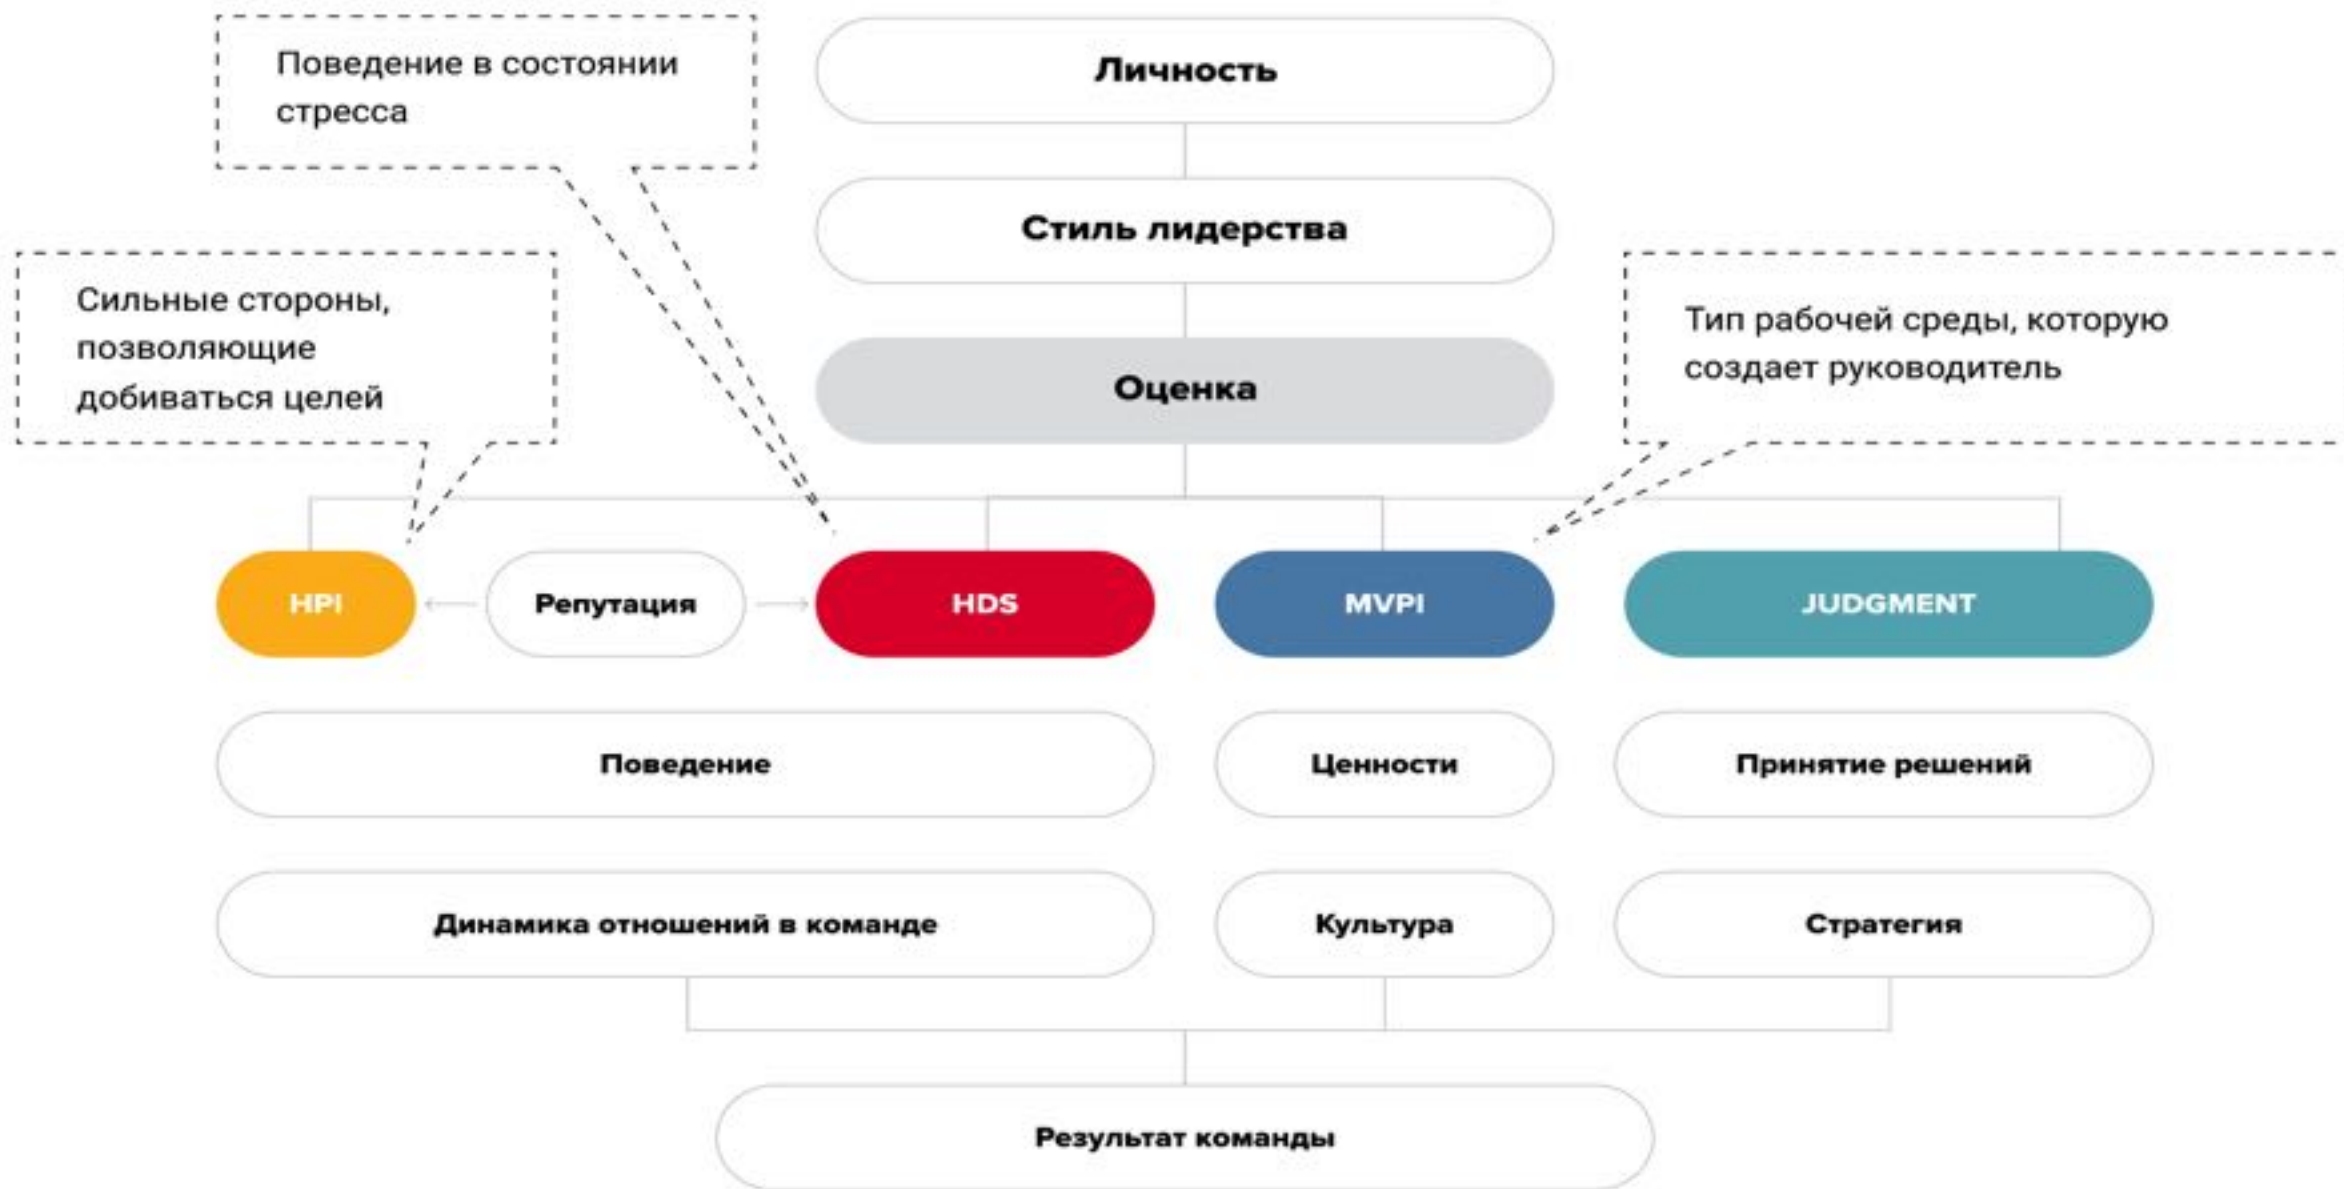 Поведение в состоянии
стресса
Личность
Стиль лидерства
Сильные стороны,
позволяющие
добиваться целей
Тип рабочей среды, которую
создает руководитель
Оценка
HPI
Репутация
HDS
MVPI
JUDGMENT
Поведение
Ценности
Принятие решений
Динамика отношений в команде
Культура
Стратегия
Результат команды